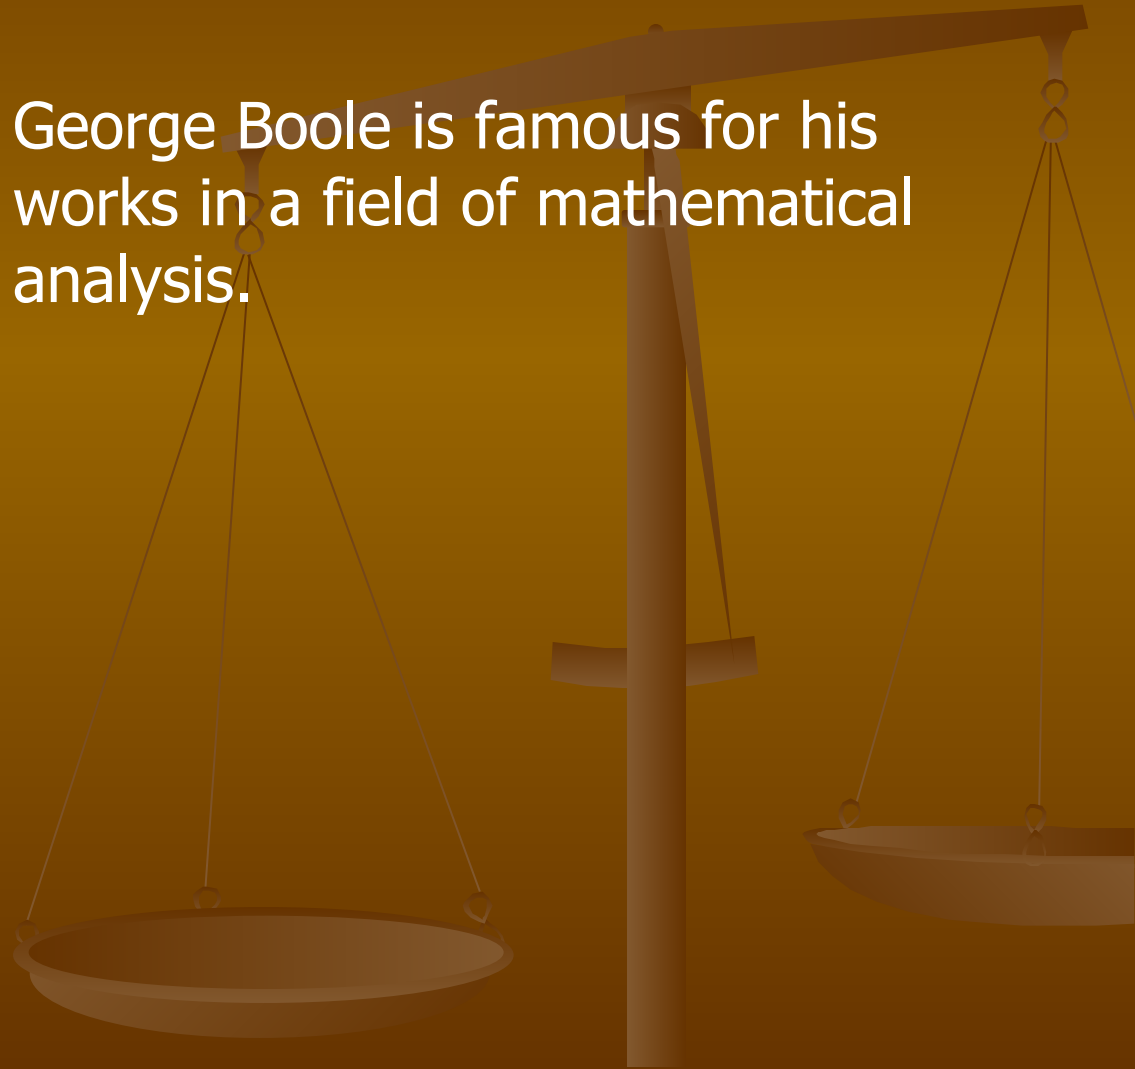 George Boole is famous for his
works in a field of mathematical
analysis.